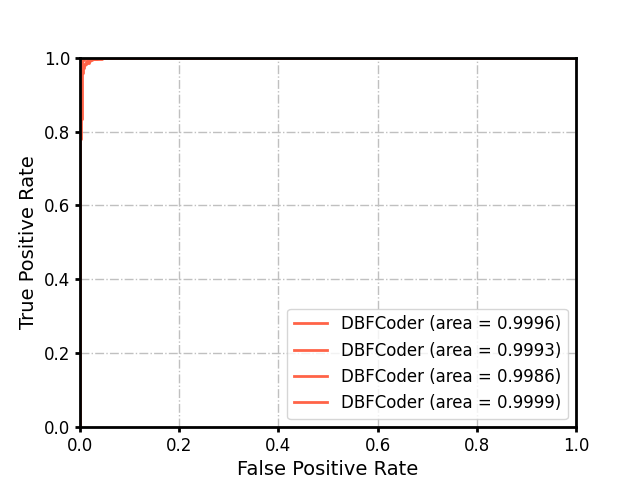 1.0
0.8
0.6
0.4
0.2
0.0
True Positive Rate
DBFCoder (area = 0.9996)
DBFCoder (area = 0.9993)
DBFCoder (area = 0.9986)
DBFCoder (area = 0.9999)
0.0 0.2 0.4 0.6 0.8 1.0
False Positive Rate